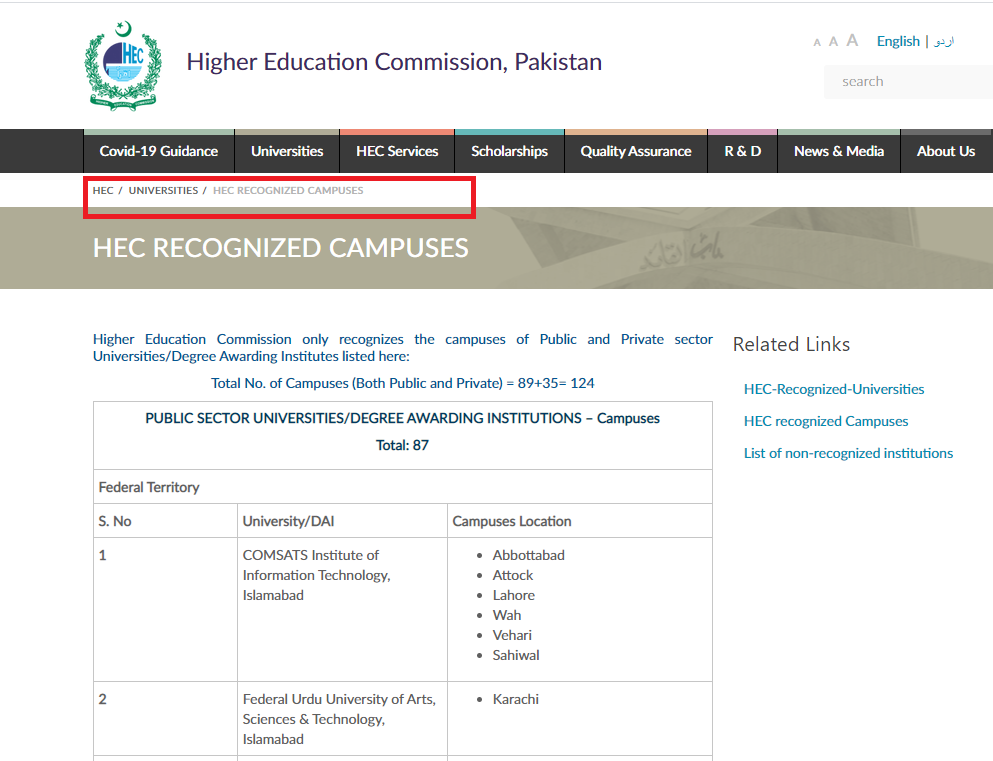 HEC
HIGHER EDUCATION COMMISSION
Higher Education Commission, Pakistan
A A A English | اردو
search
Covid-19 Guidance Universities HEC Services Scholarships Quality Assurance R & D News & Media About Us
HEC / UNIVERSITIES / HEC RECOGNIZED CAMPUSES
HEC RECOGNIZED CAMPUSES
Higher Education Commission only recognizes the campuses of Public and Private sector
Universities/Degree Awarding Institutes listed here:
Total No. of Campuses (Both Public and Private) = 89+35= 124
PUBLIC SECTOR UNIVERSITIES/DEGREE AWARDING INSTITUTIONS – Campuses
Total: 87
Federal Territory
S. No University/DAI Campuses Location
1
COMSATS Institute of
Information Technology,
Islamabad
• Abbottabad
• Attock
• Lahore
• Wah
• Vehari
• Sahiwal
2
Federal Urdu University of Arts,
Sciences & Technology,
Islamabad
• Karachi
Related Links
HEC-Recognized-Universities
HEC recognized Campuses
List of non-recognized institutions